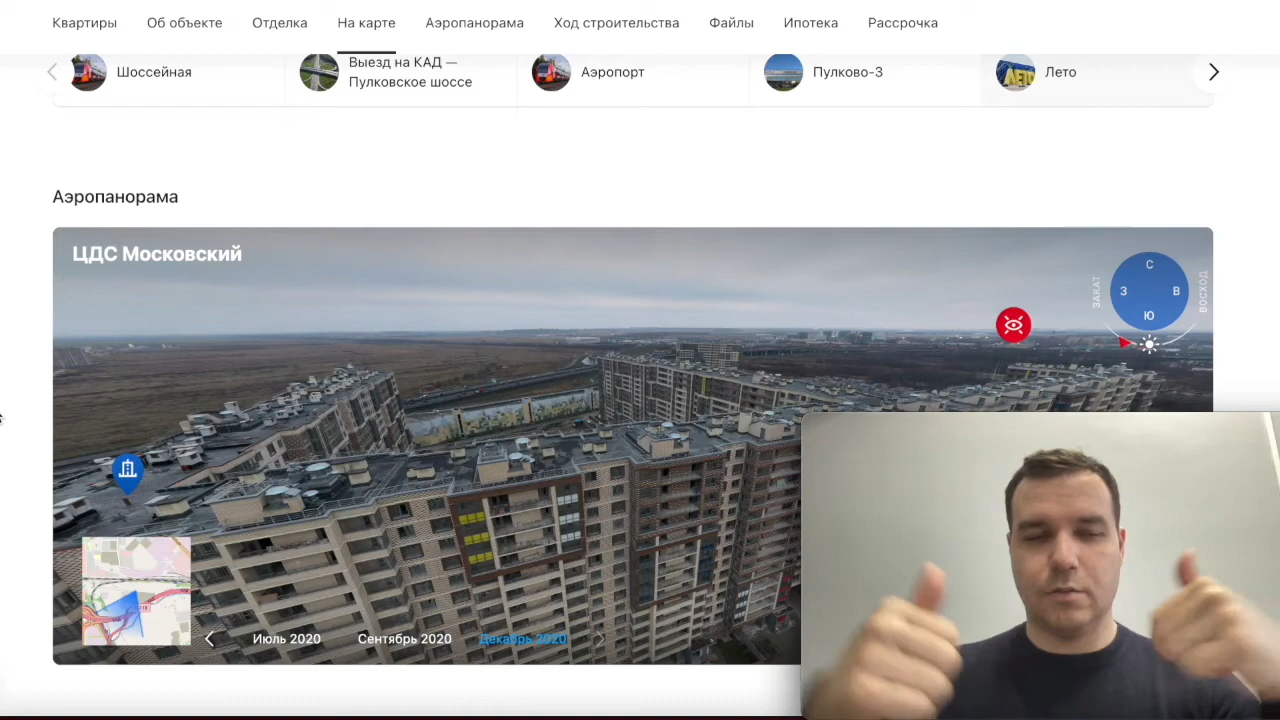 Квартиры
Об объекте
Отделка
На карте
Аэропанорама
Ход строительства
Файлы
Ипотека
Рассрочка
Шоссейная
Выезд на КАД —
Пулковское шоссе
Аэропорт
Пулково-3
ЛЕТО
Лето
Аэропанорама
ЦДС Московский
С
З
В
Ю
ЗАКАТ
ВОСХОД
Июль 2020
Сентябрь 2020
Декабрь 2020